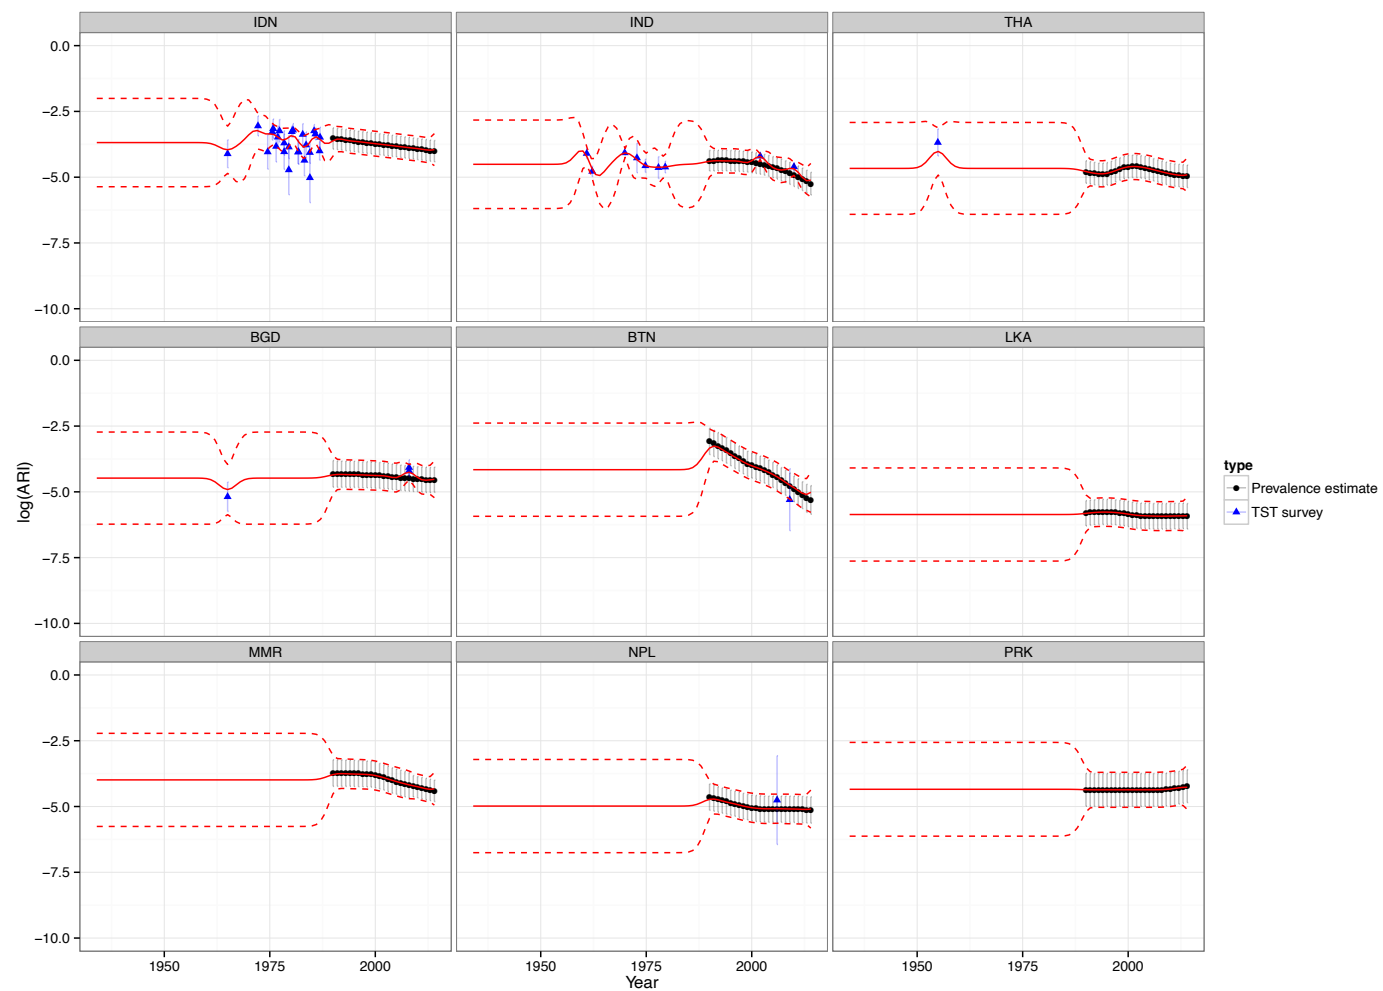 IDN IND THA
0.0
−2.5
−5.0
−7.5
−10.0
BGD BTN LKA
0.0
−2.5
−5.0
−7.5
−10.0
log(ARI)
type
Prevalence estimate
TST survey
MMR NPL PRK
0.0
−2.5
−5.0
−7.5
−10.0
1950 1975 2000 1950 1975 2000 1950 1975 2000
Year